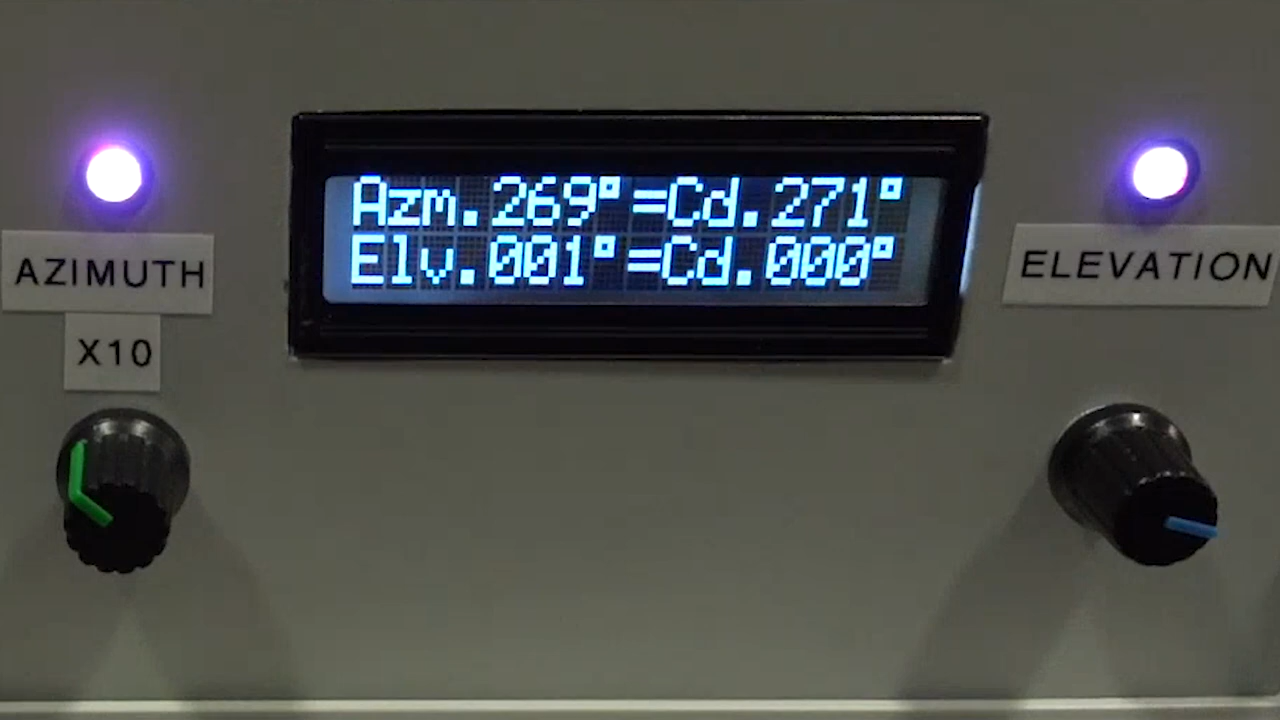 Azm.269°=Cd.271°
Elv.001°=Cd.000°
AZIMUTH
X10
ELEVATION